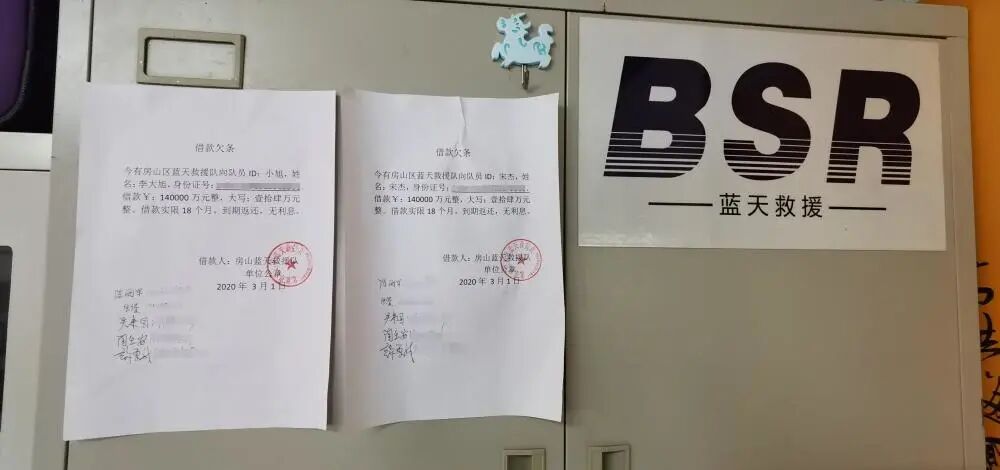 借款欠条
今有房山区蓝天救援队向队员 ID：小旭，姓
名：李大旭，身份证号：
借款￥：140000 万元整，大写：壹拾肆万元
整。借款实限 18 个月。到期返还，无利息。
借款人：房山蓝天救援队
单位公章
2020 年 3 月 1 日
借款欠条
今有房山区蓝天救援队向队员 ID：宋杰，姓
名：宋杰，身份证号：
借款￥：140000 万元整，大写：壹拾肆万元
整。借款实限 18 个月。到期返还，无利息。
借款人：房山蓝天救援队
单位公章
2020 年 3 月 1 日
BSR
蓝天救援